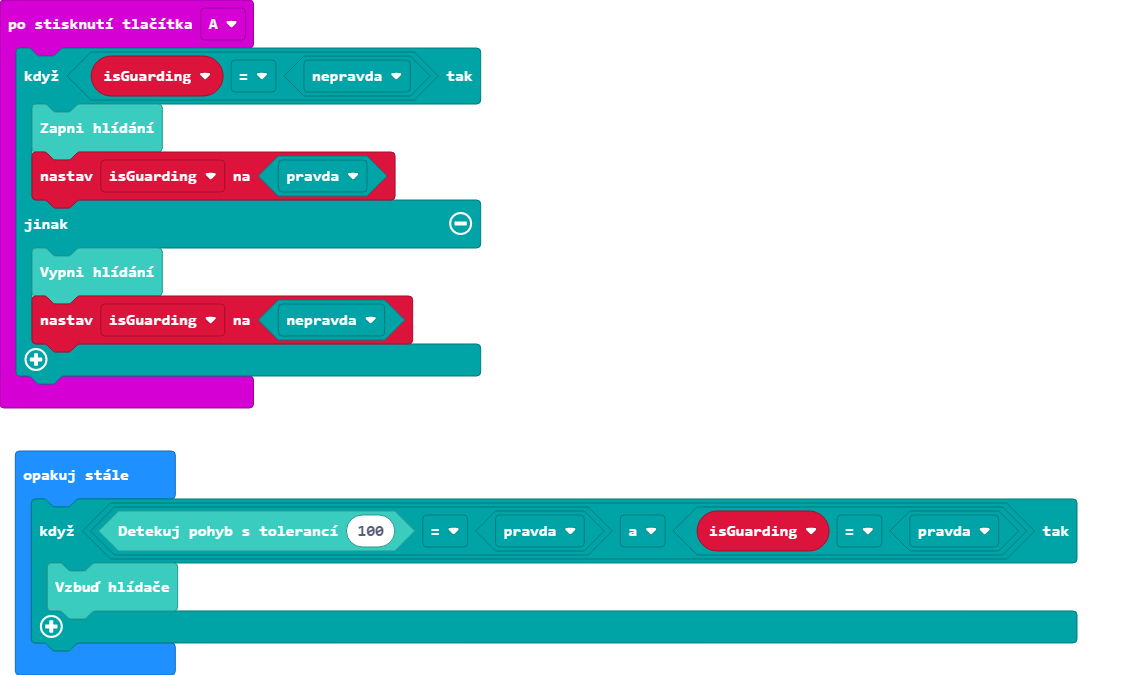 po stisknutí tlačítka A
když isGuarding = nepravda tak
Zapni hlídání
nastav isGuarding na pravda
jinak
Vypni hlídání
nastav isGuarding na nepravda
opakuj stále
když Detekuj pohyb s tolerancí 100 = pravda a isGuarding = pravda tak
Vzbuď hlídače